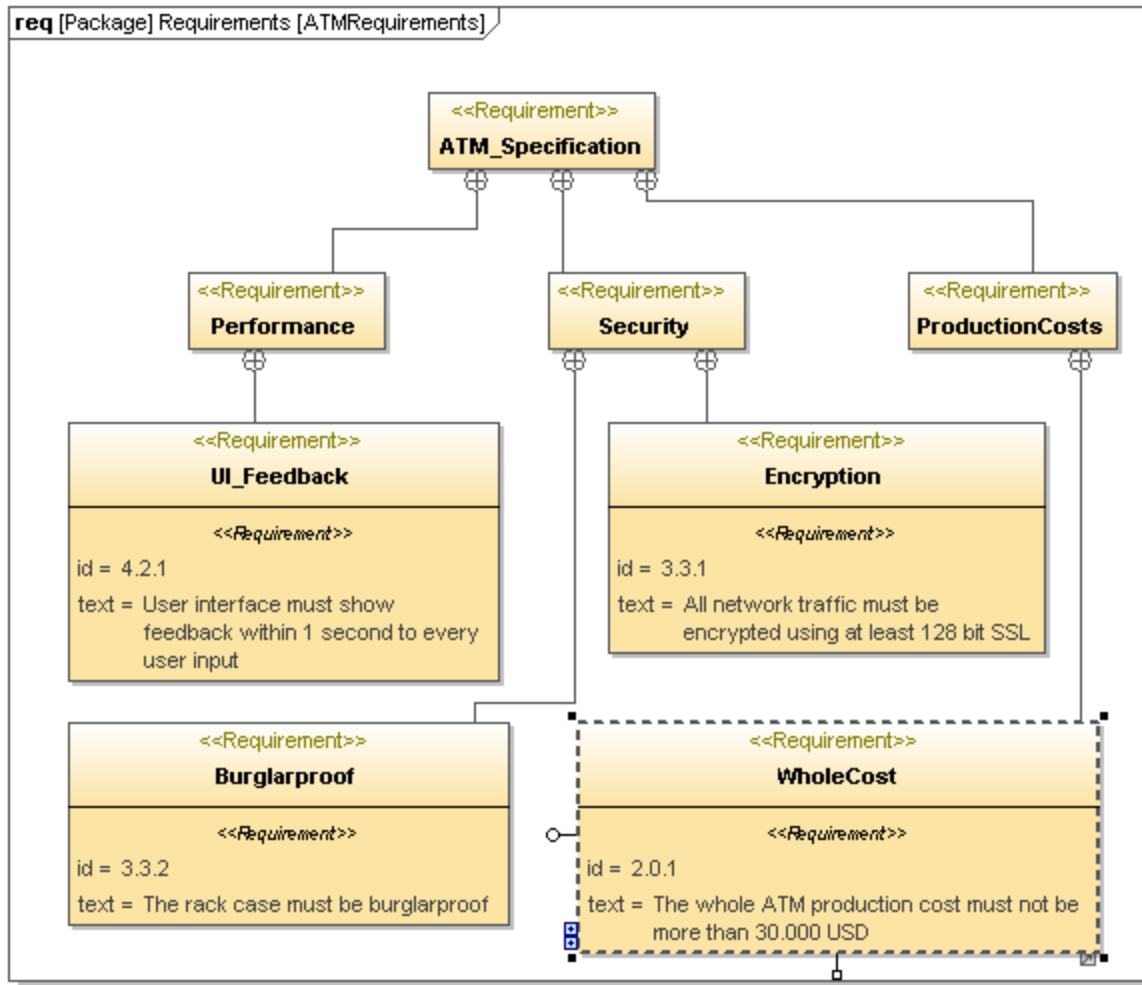 req [Package] Requirements [ATMRequirements]
<<Requirement>>
ATM_Specification
<<Requirement>>
Performance
<<Requirement>>
Security
<<Requirement>>
ProductionCosts
<<Requirement>>
UI_Feedback
<<Requirement>>
id = 4.2.1
text = User interface must show
feedback within 1 second to every
user input
<<Requirement>>
Encryption
<<Requirement>>
id = 3.3.1
text = All network traffic must be
encrypted using at least 128 bit SSL
<<Requirement>>
Burglarproof
<<Requirement>>
id = 3.3.2
text = The rack case must be burglarproof
<<Requirement>>
WholeCost
<<Requirement>>
id = 2.0.1
text = The whole ATM production cost must not be
more than 30.000 USD